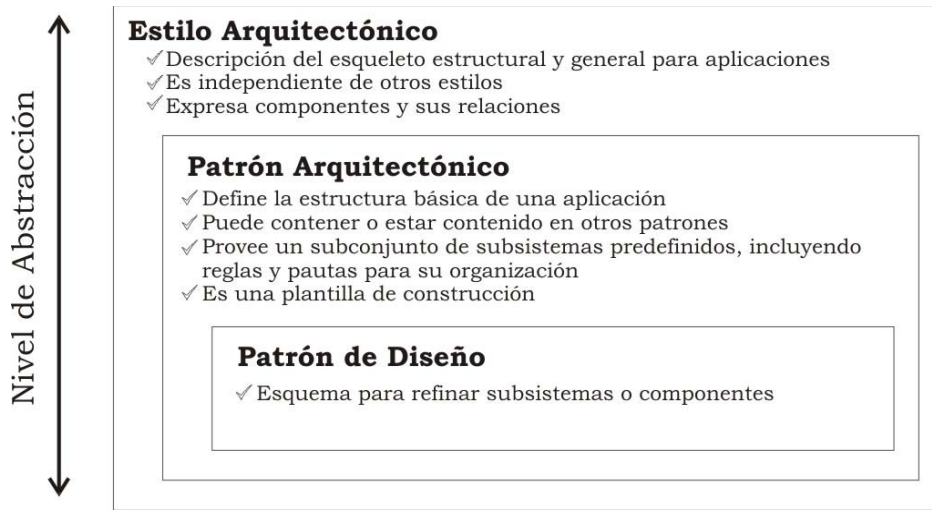 Nivel de Abstracción
Estilo Arquitectónico
✓Descripción del esqueleto estructural y general para aplicaciones
✓Es independiente de otros estilos
✓Expresa componentes y sus relaciones
Patrón Arquitectónico
✓Define la estructura básica de una aplicación
✓Puede contener o estar contenido en otros patrones
✓Provee un subconjunto de subsistemas predefinidos, incluyendo
reglas y pautas para su organización
✓Es una plantilla de construcción
Patrón de Diseño
✓Esquema para refinar subsistemas o componentes